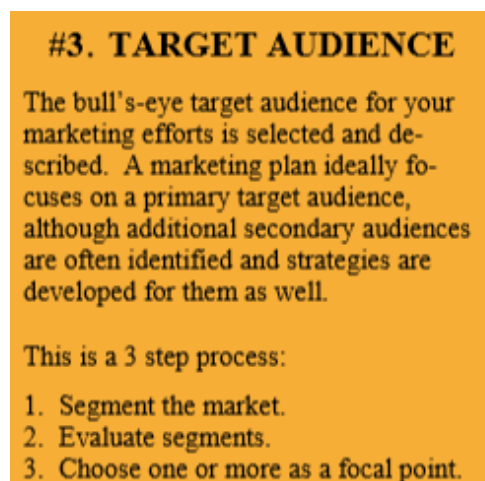 #3. TARGET AUDIENCE
The bull's-eye target audience for your
marketing efforts is selected and de-
scribed.  A marketing plan ideally fo-
cuses on a primary target audience,
although additional secondary audiences
are often identified and strategies are
developed for them as well.
This is a 3 step process:
1.  Segment the market.
2.  Evaluate segments.
3.  Choose one or more as a focal point.